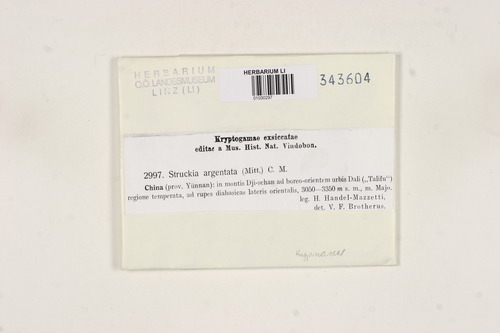 HERBARIUM
O.Ö. LANDESMUSEUM
LINZ (LI)
HERBARIUM LI
343604
Kryptogamae exsiccatae
editae a Mus. Hist. Nat. Vindobon.
2997. Struckia argentata (Mitt.) C. M.
China (prov. Yünnan): in montis Dji-schan ad boreo-orientem urbis Dali („Talifu“)
regione temperata, ad rupes diabasicas lateris orientalis, 3050—3350 m s. m., m. Majo.
leg. H. Handel-Mazzetti,
det. V. F. Brotherus.